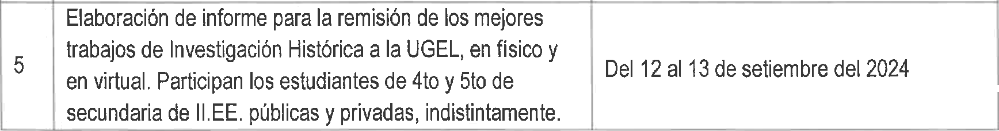 5
Elaboración de informe para la remisión de los mejores
trabajos de Investigación Histórica a la UGEL, en físico y
en virtual. Participan los estudiantes de 4to y 5to de
secundaria de II.EE. públicas y privadas, indistintamente.
Del 12 al 13 de setiembre del 2024